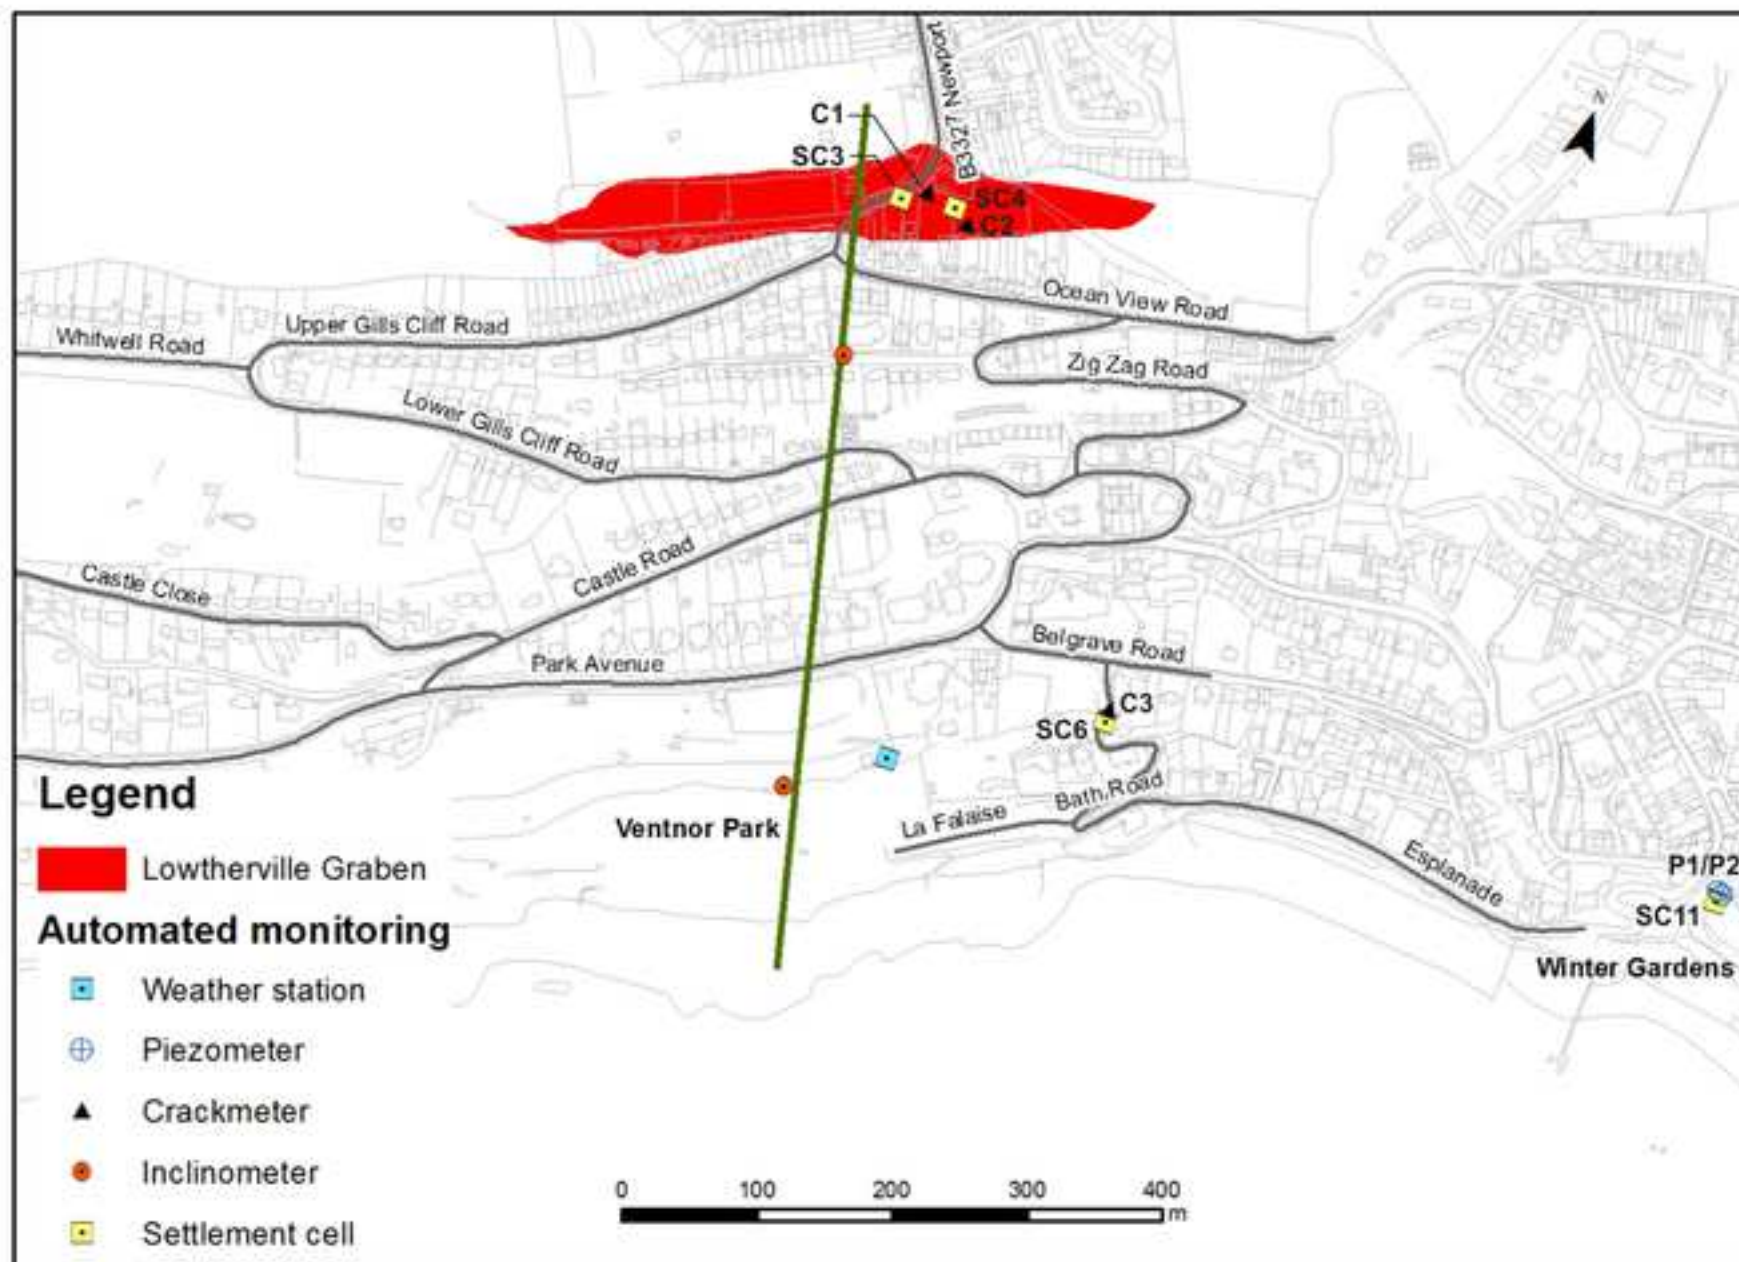 N
B3327 Newport
C1
SC3
SC4
C2
Ocean View Road
Upper Gills Cliff Road
Whitwell Road
Zig Zag Road
Lower Gills Cliff Road
Castle Road
Castle Close
Belgrave Road
Park Avenue
C3
SC6
Legend
Bath Road
La Falaise
Ventnor Park
Esplanade
Lowtherville Graben
P1/P2
SC11
Automated monitoring
Winter Gardens
Weather station
Piezometer
Crackmeter
Inclinometer
0 100 200 300 400
m
Settlement cell